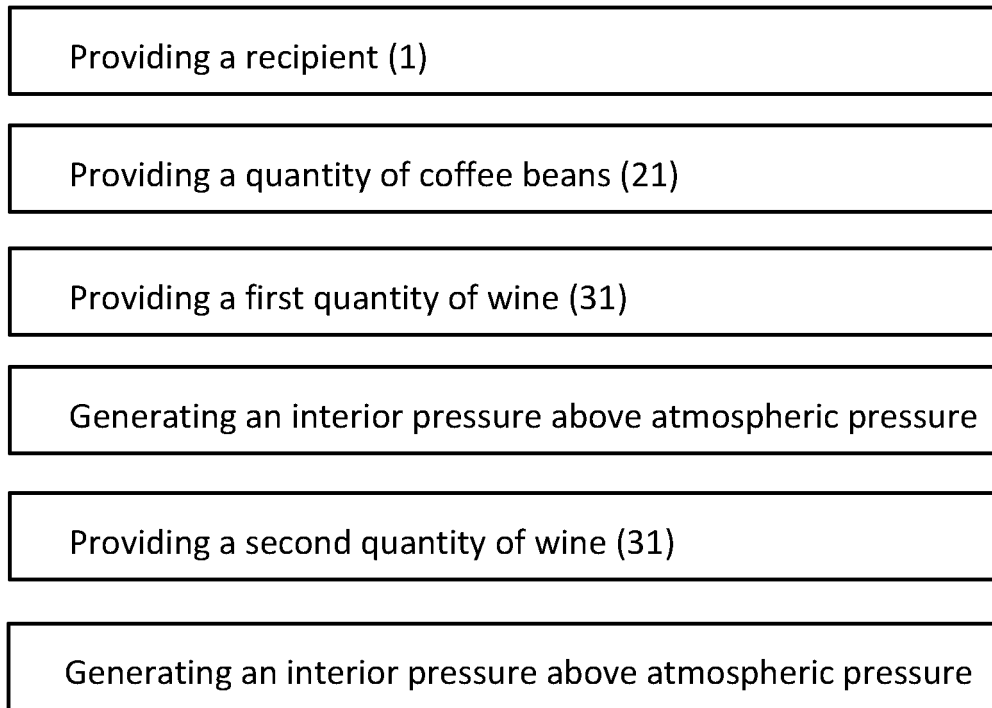 Providing a recipient (1)
Providing a quantity of coffee beans (21)
Providing a first quantity of wine (31)
Generating an interior pressure above atmospheric pressure
Providing a second quantity of wine (31)
Generating an interior pressure above atmospheric pressure